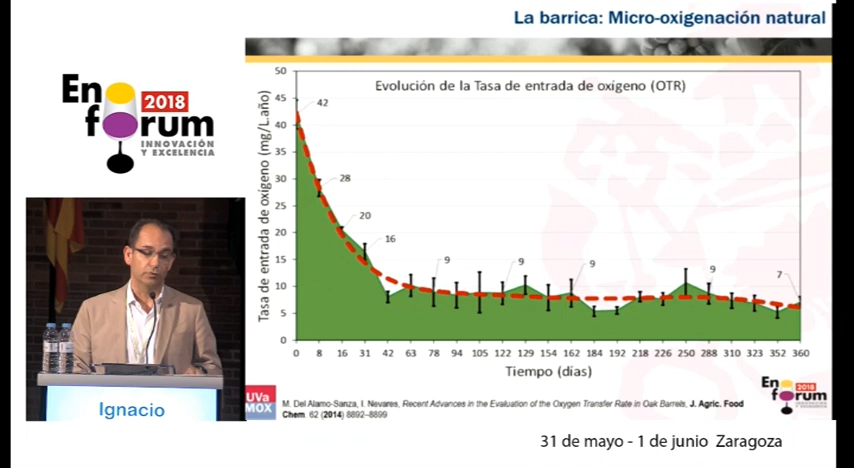 La barrica: Micro-oxigenación natural
En
2018
fOrum
INNOVACIÓN
Y EXCELENCIA
Evolución de la Tasa de entrada de oxígeno (OTR)
Tasa de entrada de oxígeno (mg/L.año)
50
45
40
35
30
25
20
15
10
5
0
42
28
20
16
9
9
9
9
7
0 8 16 31 42 63 78 94 105 122 129 154 162 184 192 218 226 250 288 310 323 352 360
Tiempo (días)
Ignacio
UVa
MOX
M. Del Alamo-Sanza, I. Nevares, Recent Advances in the Evaluation of the Oxygen Transfer Rate in Oak Barrels, J. Agric. Food
Chem. 62 (2014) 8892–8899
En
2018
fOrum
INNOVACIÓN
Y EXCELENCIA
31 de mayo - 1 de junio Zaragoza